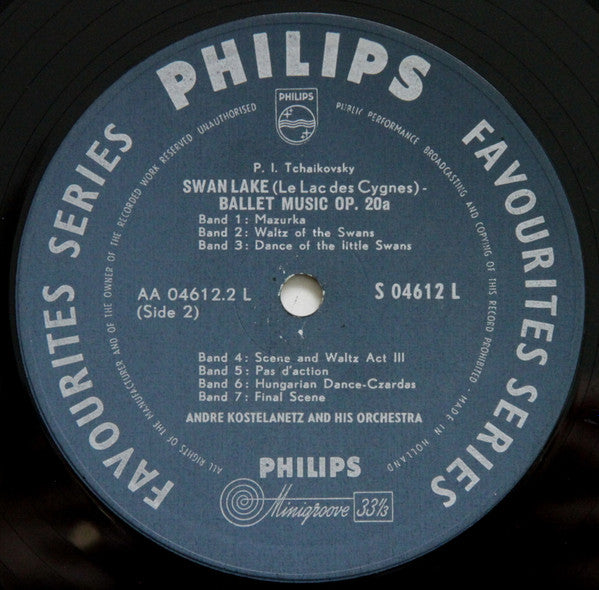 PHILIPS
FAVOURITES SERIES
FAVOURITES SERIES
ALL RIGHTS OF THE MANUFACTURER AND OF THE OWNER OF THE RECORDED WORK RESERVED UNAUTHORISED PUBLIC PERFORMANCE BROADCASTING AND COPYING OF THIS RECORD PROHIBITED - MADE IN HOLLAND
PHILIPS
P. I. Tchaikovsky
SWAN LAKE (Le Lac des Cygnes) -
BALLET MUSIC OP. 20a
Band 1: Mazurka
Band 2: Waltz of the Swans
Band 3: Dance of the little Swans
AA 04612.2 L
(Side 2)
S 04612 L
Band 4: Scene and Waltz Act III
Band 5: Pas d'action
Band 6: Hungarian Dance-Czardas
Band 7: Final Scene
ANDRE KOSTELANETZ AND HIS ORCHESTRA
PHILIPS
Minigroove 33⅓